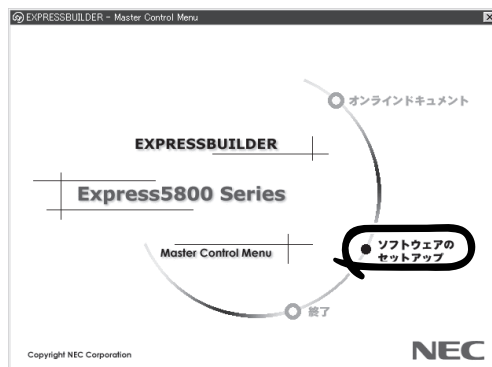 EXPRESSBUILDER - Master Control Menu
オンラインドキュメント
EXPRESSBUILDER
Express5800 Series
ソフトウェアの
セットアップ
Master Control Menu
終了
Copyright NEC Corporation
NEC